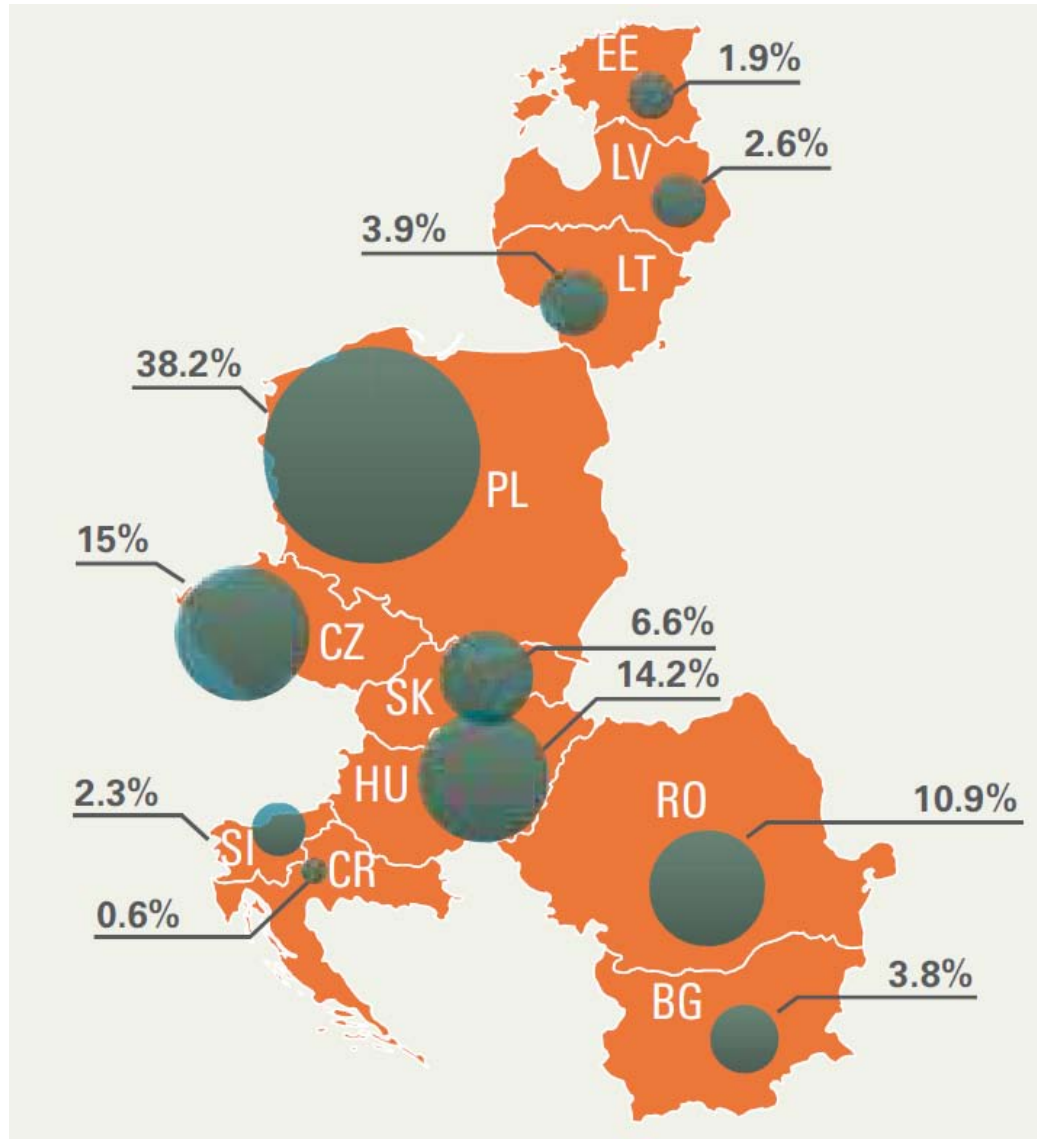 EE
1.9%
LV
2.6%
3.9%
LT
38.2%
PL
15%
CZ
6.6%
SK
14.2%
HU
RO
2.3%
10.9%
SI
CR
0.6%
BG
3.8%